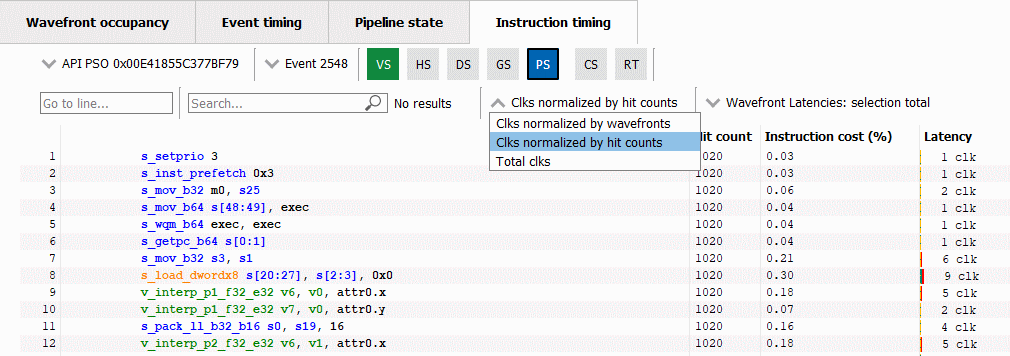 Wavefront occupancy Event timing Pipeline state Instruction timing
API PSO 0x00E41855C377BF79 Event 2548 VS HS DS GS PS CS RT
Go to line... Search... No results Clks normalized by hit counts Wavefront Latencies: selection total
Clks normalized by wavefronts
Clks normalized by hit counts
Total clks
Hit count Instruction cost (%) Latency
1 s_setprio 3 1020 0.03 1 clk
2 s_inst_prefetch 0x3 1020 0.03 1 clk
3 s_mov_b32 m0, s25 1020 0.06 2 clk
4 s_mov_b64 s[48:49], exec 1020 0.04 1 clk
5 s_wqm_b64 exec, exec 1020 0.04 1 clk
6 s_getpc_b64 s[0:1] 1020 0.04 1 clk
7 s_mov_b32 s3, s1 1020 0.21 6 clk
8 s_load_dwordx8 s[20:27], s[2:3], 0x0 1020 0.30 9 clk
9 v_interp_p1_f32_e32 v6, v0, attr0.x 1020 0.18 5 clk
10 v_interp_p1_f32_e32 v7, v0, attr0.y 1020 0.07 2 clk
11 s_pack_ll_b32_b16 s0, s19, 16 1020 0.16 4 clk
12 v_interp_p2_f32_e32 v6, v1, attr0.x 1020 0.18 5 clk